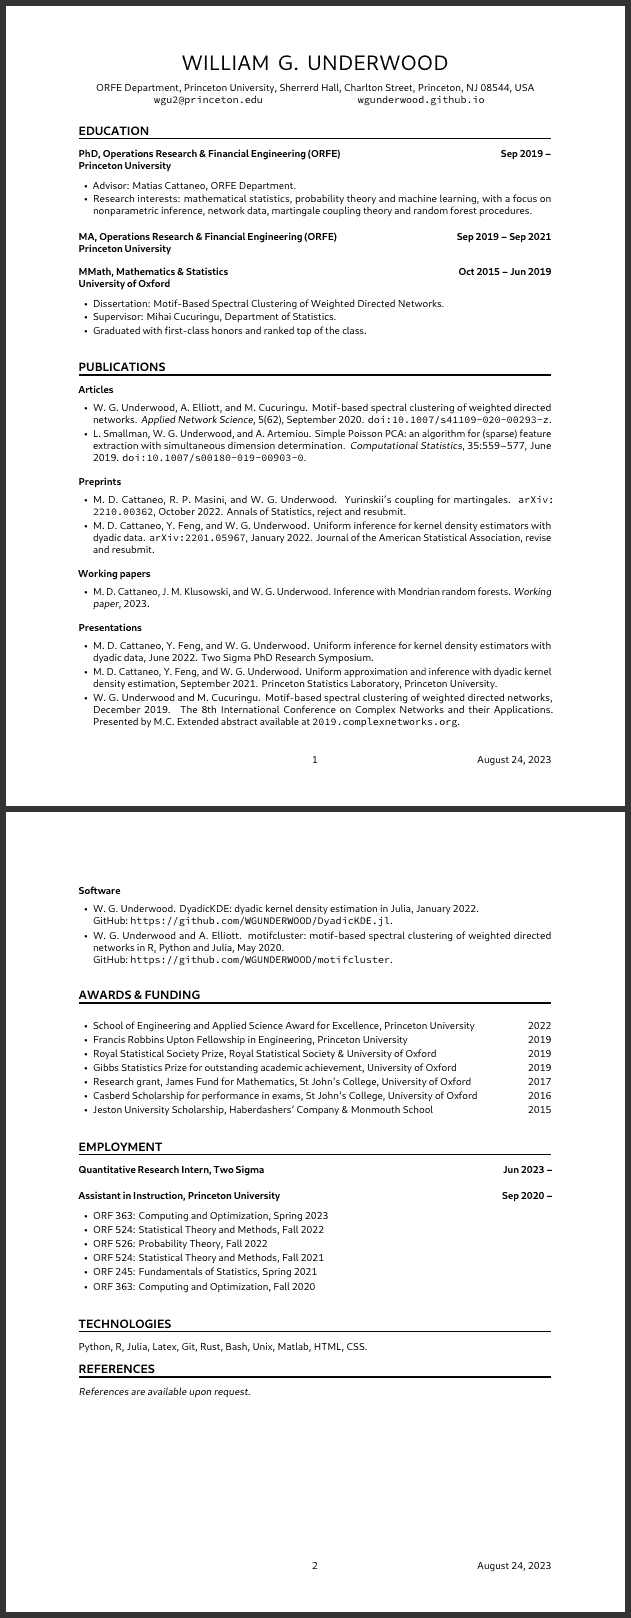 WILLIAM G. UNDERWOOD
ORFE Department, Princeton University, Sherrerd Hall, Charlton Street, Princeton, NJ 08544, USA
wgu2@princeton.edu wgunderwood.github.io
EDUCATION
PhD, Operations Research & Financial Engineering (ORFE) Sep 2019 –
Princeton University
• Advisor: Matias Cattaneo, ORFE Department.
• Research interests: mathematical statistics, probability theory and machine learning, with a focus on
nonparametric inference, network data, martingale coupling theory and random forest procedures.
MA, Operations Research & Financial Engineering (ORFE) Sep 2019 – Sep 2021
Princeton University
MMath, Mathematics & Statistics Oct 2015 – Jun 2019
University of Oxford
• Dissertation: Motif-Based Spectral Clustering of Weighted Directed Networks.
• Supervisor: Mihai Cucuringu, Department of Statistics.
• Graduated with first-class honors and ranked top of the class.
PUBLICATIONS
Articles
• W. G. Underwood, A. Elliott, and M. Cucuringu. Motif-based spectral clustering of weighted directed
networks. Applied Network Science, 5(62), September 2020. doi:10.1007/s41109-020-00293-z.
• L. Smallman, W. G. Underwood, and A. Artemiou. Simple Poisson PCA: an algorithm for (sparse) feature
extraction with simultaneous dimension determination. Computational Statistics, 35:559–577, June
2019. doi:10.1007/s00180-019-00903-0.
Preprints
• M. D. Cattaneo, R. P. Masini, and W. G. Underwood. Yurinskii's coupling for martingales. arXiv:
2210.00362, October 2022. Annals of Statistics, reject and resubmit.
• M. D. Cattaneo, Y. Feng, and W. G. Underwood. Uniform inference for kernel density estimators with
dyadic data. arXiv:2201.05967, January 2022. Journal of the American Statistical Association, revise
and resubmit.
Working papers
• M. D. Cattaneo, J. M. Klusowski, and W. G. Underwood. Inference with Mondrian random forests. Working
paper, 2023.
Presentations
• M. D. Cattaneo, Y. Feng, and W. G. Underwood. Uniform inference for kernel density estimators with
dyadic data, June 2022. Two Sigma PhD Research Symposium.
• M. D. Cattaneo, Y. Feng, and W. G. Underwood. Uniform approximation and inference with dyadic kernel
density estimation, September 2021. Princeton Statistics Laboratory, Princeton University.
• W. G. Underwood and M. Cucuringu. Motif-based spectral clustering of weighted directed networks,
December 2019. The 8th International Conference on Complex Networks and their Applications.
Presented by M.C. Extended abstract available at 2019.complexnetworks.org.
1 August 24, 2023
Software
• W. G. Underwood. DyadicKDE: dyadic kernel density estimation in Julia, January 2022.
GitHub: https://github.com/WGUNDERWOOD/DyadicKDE.jl.
• W. G. Underwood and A. Elliott. motifcluster: motif-based spectral clustering of weighted directed
networks in R, Python and Julia, May 2020.
GitHub: https://github.com/WGUNDERWOOD/motifcluster.
AWARDS & FUNDING
• School of Engineering and Applied Science Award for Excellence, Princeton University 2022
• Francis Robbins Upton Fellowship in Engineering, Princeton University 2019
• Royal Statistical Society Prize, Royal Statistical Society & University of Oxford 2019
• Gibbs Statistics Prize for outstanding academic achievement, University of Oxford 2019
• Research grant, James Fund for Mathematics, St John's College, University of Oxford 2017
• Casberd Scholarship for performance in exams, St John's College, University of Oxford 2016
• Jeston University Scholarship, Haberdashers' Company & Monmouth School 2015
EMPLOYMENT
Quantitative Research Intern, Two Sigma Jun 2023 –
Assistant in Instruction, Princeton University Sep 2020 –
• ORF 363: Computing and Optimization, Spring 2023
• ORF 524: Statistical Theory and Methods, Fall 2022
• ORF 526: Probability Theory, Fall 2022
• ORF 524: Statistical Theory and Methods, Fall 2021
• ORF 245: Fundamentals of Statistics, Spring 2021
• ORF 363: Computing and Optimization, Fall 2020
TECHNOLOGIES
Python, R, Julia, Latex, Git, Rust, Bash, Unix, Matlab, HTML, CSS.
REFERENCES
References are available upon request.
2 August 24, 2023